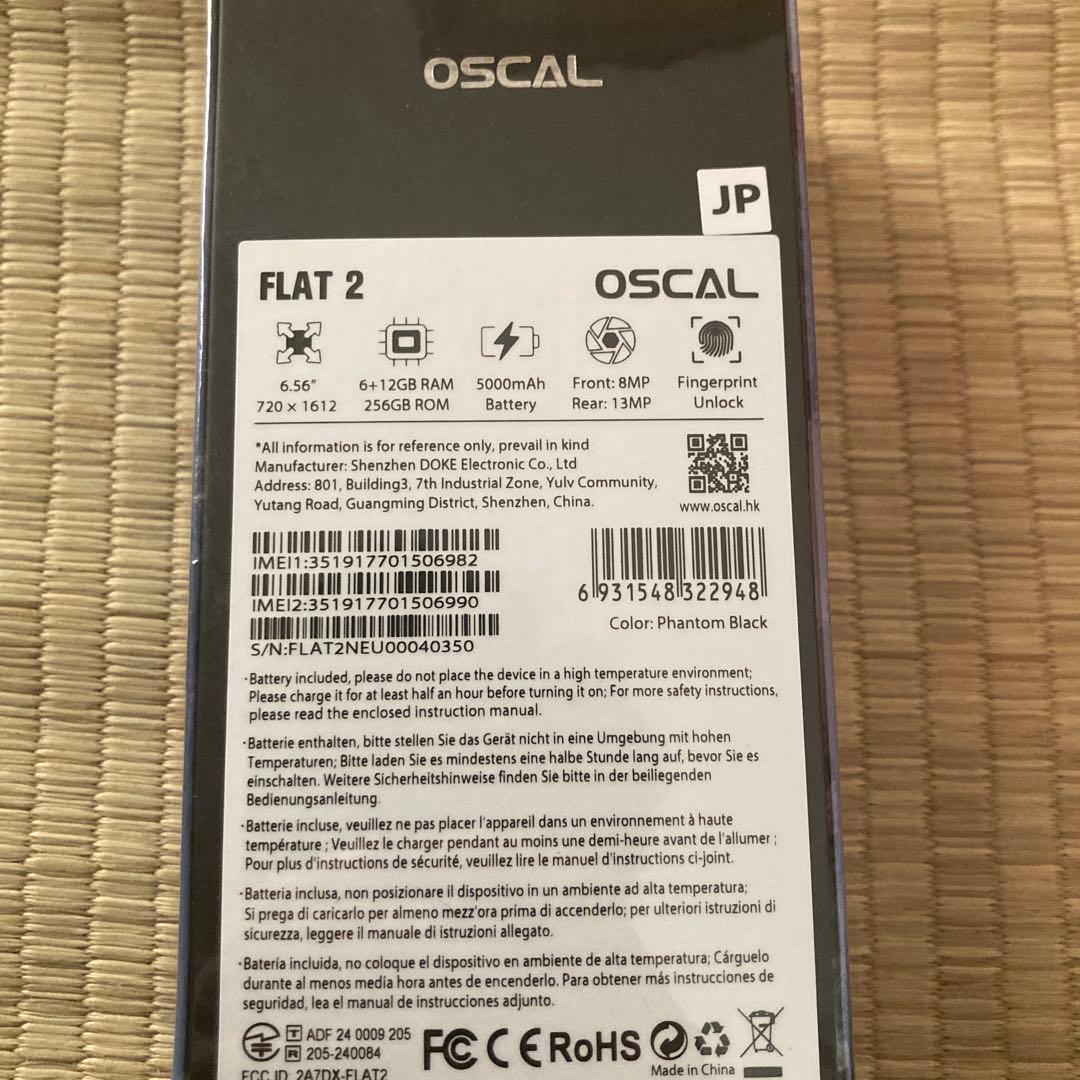 OSCAL
JP
FLAT 2
OSCAL
6.56”
720 × 1612
6+12GB RAM
256GB ROM
5000mAh
Battery
Front: 8MP
Rear: 13MP
Fingerprint
Unlock
*All information is for reference only, prevail in kind
Manufacturer: Shenzhen DOKE Electronic Co., Ltd
Address: 801, Building3, 7th Industrial Zone, Yulv Community,
Yutang Road, Guangming District, Shenzhen, China.
www.oscal.hk
IMEI1:351917701506982
IMEI2:351917701506990
S/N:FLAT2NEU00040350
6 931548 322948
Color: Phantom Black
·Battery included, please do not place the device in a high temperature environment;
Please charge it for at least half an hour before turning it on; For more safety instructions,
please read the enclosed instruction manual.
·Batterie enthalten, bitte stellen Sie das Gerät nicht in eine Umgebung mit hohen
Temperaturen; Bitte laden Sie es mindestens eine halbe Stunde lang auf, bevor Sie es
einschalten. Weitere Sicherheitshinweise finden Sie bitte in der beiliegenden
Bedienungsanleitung.
·Batterie incluse, veuillez ne pas placer l'appareil dans un environnement à haute
température ; Veuillez le charger pendant au moins une demi-heure avant de l'allumer ;
Pour plus d'instructions de sécurité, veuillez lire le manuel d'instructions ci-joint.
·Batteria inclusa, non posizionare il dispositivo in un ambiente ad alta temperatura;
Si prega di caricarlo per almeno mezz'ora prima di accenderlo; per ulteriori istruzioni di
sicurezza, leggere il manuale di istruzioni allegato.
·Batería incluida, no coloque el dispositivo en ambiente de alta temperatura; Cárguelo
durante al menos media hora antes de encenderlo. Para obtener más instrucciones de
seguridad, lea el manual de instrucciones adjunto.
T ADF 24 0009 205
R 205-240084
FCC ID: 2A7DX-FLAT2
FC CE RoHS
Made in China